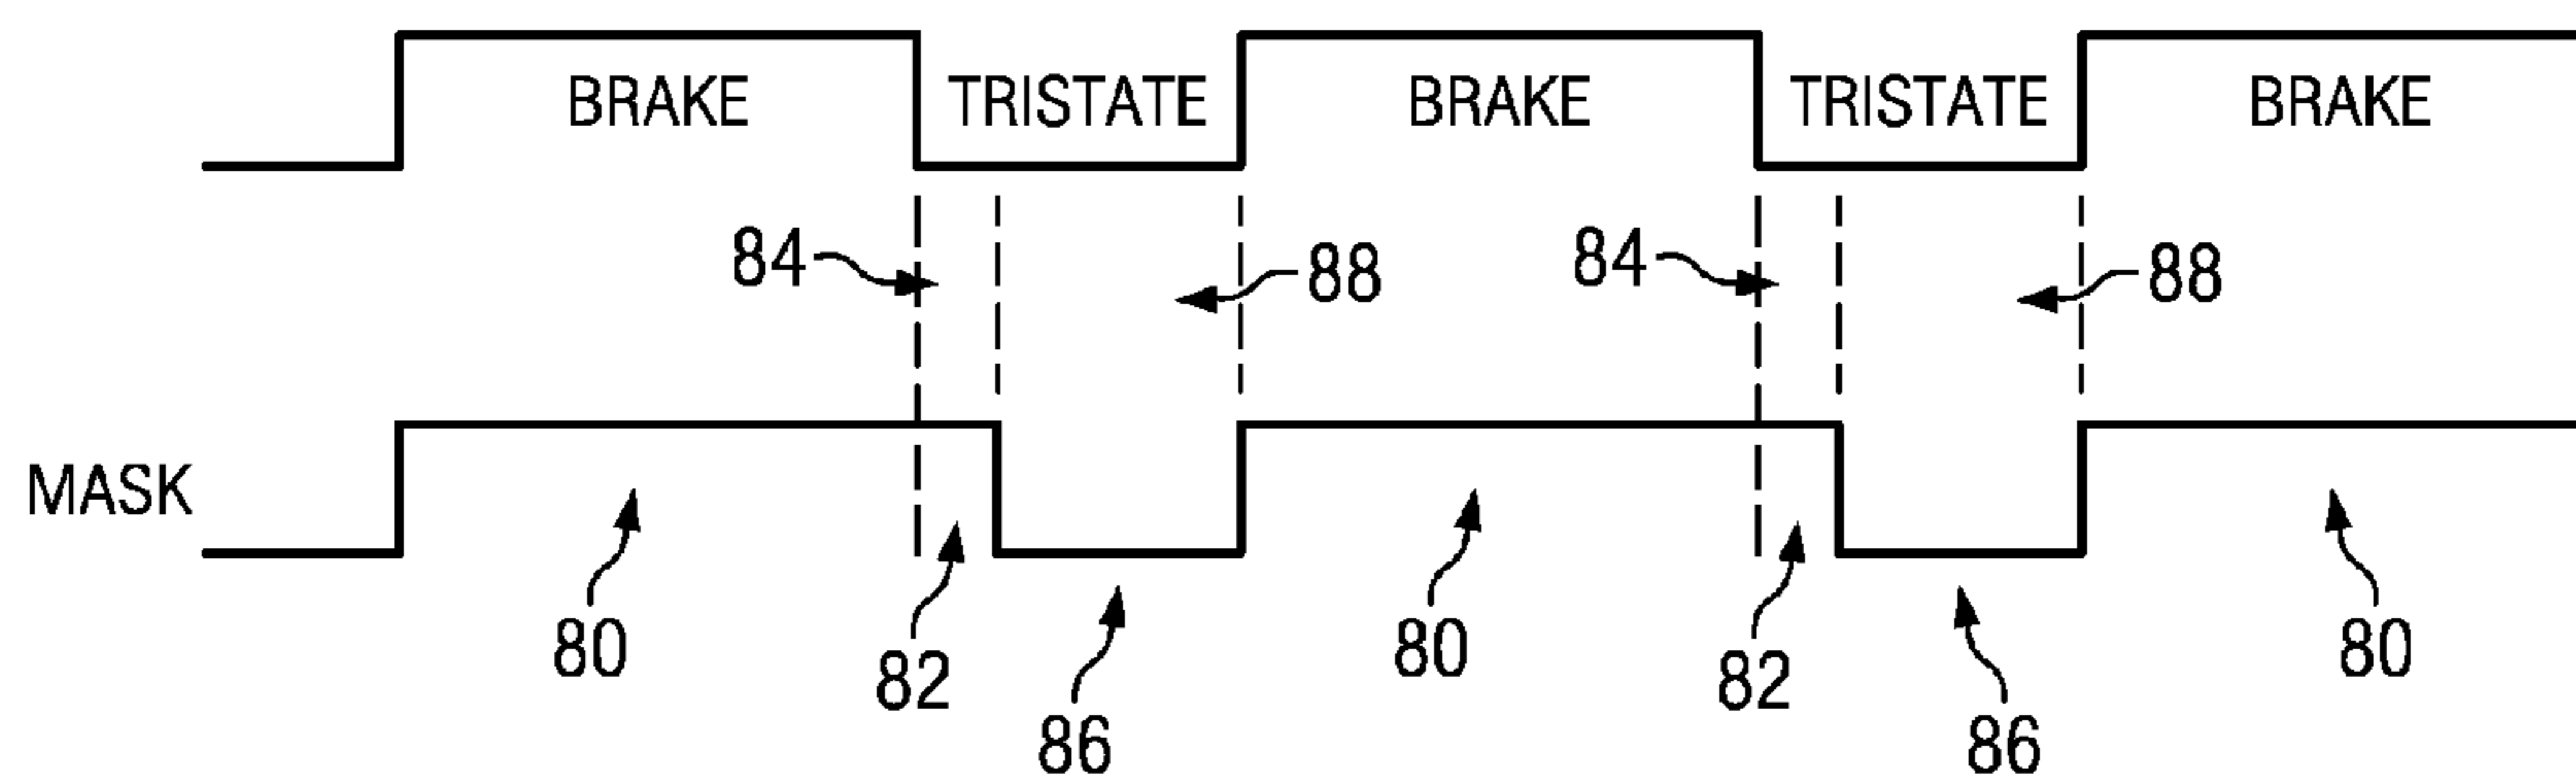 BRAKE TRISTATE BRAKE TRISTATE BRAKE
84 88 84 88
MASK
80 82 86 80 82 86 80